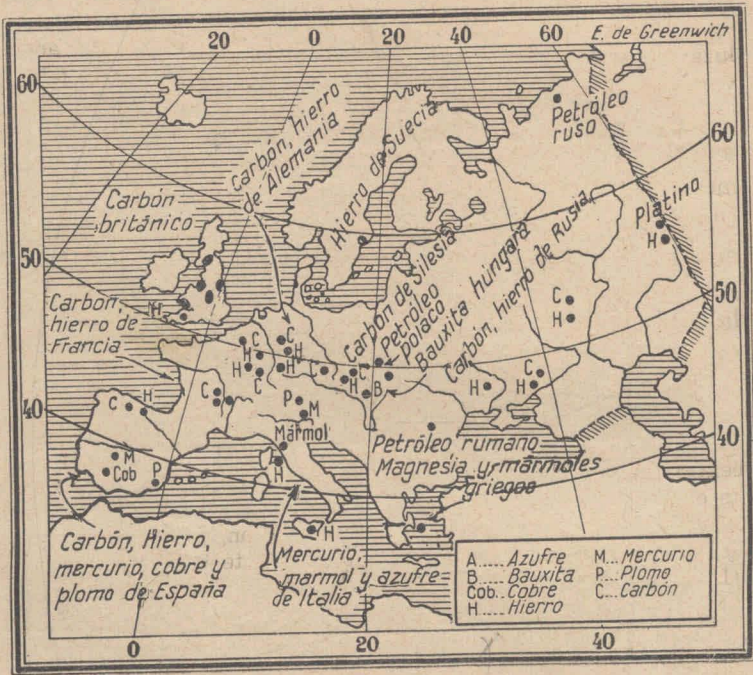 20
0
20
40
60
E. de Greenwich
60
60
50
50
40
40
Petróleo
ruso
Carbón, hierro
de Alemania
Hierro de Suecia
Platino
H
Carbón
británico
Carbón de Silesia
Petróleo
Polaco
Bauxita húngara
Carbón, hierro de Rusia
Carbón,
hierro de
Francia
H
H
C
H
C
M
H
C
C
H
H
C
H
C
B
H
C
H
C
C
H
C
P
M
Mármol
H
M
Cob
P
H
Petróleo rumano
Magnesia y mármoles
griegos
Carbón, Hierro,
mercurio, cobre y
plomo de España
Mercurio,
marmol y azufre
de Italia
A..... Azufre
B..... Bauxita
Cob.. Cobre
H..... Hierro
M... Mercurio
P... Plomo
C... Carbón
0
20
40